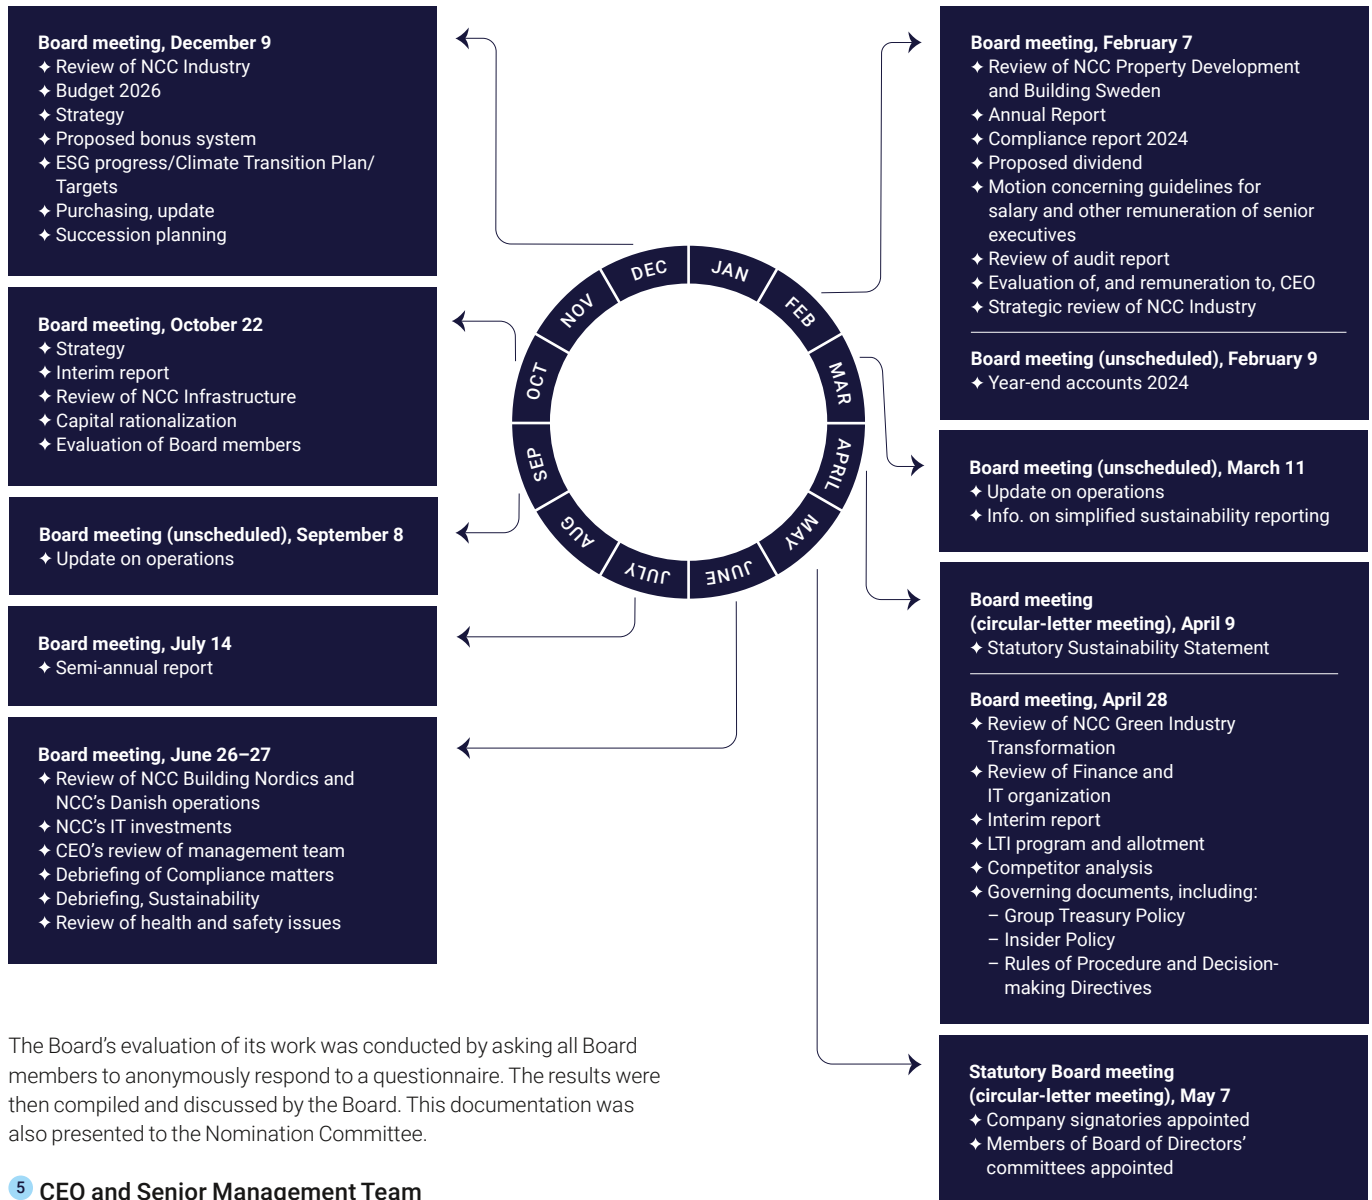 Board meeting, December 9
✦ Review of NCC Industry
✦ Budget 2026
✦ Strategy
✦ Proposed bonus system
✦ ESG progress/Climate Transition Plan/
Targets
✦ Purchasing, update
✦ Succession planning
Board meeting, October 22
✦ Strategy
✦ Interim report
✦ Review of NCC Infrastructure
✦ Capital rationalization
✦ Evaluation of Board members
Board meeting (unscheduled), September 8
✦ Update on operations
Board meeting, July 14
✦ Semi-annual report
Board meeting, June 26–27
✦ Review of NCC Building Nordics and
NCC's Danish operations
✦ NCC's IT investments
✦ CEO's review of management team
✦ Debriefing of Compliance matters
✦ Debriefing, Sustainability
✦ Review of health and safety issues
JAN
FEB
MAR
APRIL
MAY
JUNE
JULY
AUG
SEP
OCT
NOV
DEC
Board meeting, February 7
✦ Review of NCC Property Development
and Building Sweden
✦ Annual Report
✦ Compliance report 2024
✦ Proposed dividend
✦ Motion concerning guidelines for
salary and other remuneration of senior
executives
✦ Review of audit report
✦ Evaluation of, and remuneration to, CEO
✦ Strategic review of NCC Industry
Board meeting (unscheduled), February 9
✦ Year-end accounts 2024
Board meeting (unscheduled), March 11
✦ Update on operations
✦ Info. on simplified sustainability reporting
Board meeting
(circular-letter meeting), April 9
✦ Statutory Sustainability Statement
Board meeting, April 28
✦ Review of NCC Green Industry
Transformation
✦ Review of Finance and
IT organization
✦ Interim report
✦ LTI program and allotment
✦ Competitor analysis
✦ Governing documents, including:
– Group Treasury Policy
– Insider Policy
– Rules of Procedure and Decision-
making Directives
Statutory Board meeting
(circular-letter meeting), May 7
✦ Company signatories appointed
✦ Members of Board of Directors'
committees appointed
The Board's evaluation of its work was conducted by asking all Board
members to anonymously respond to a questionnaire. The results were
then compiled and discussed by the Board. This documentation was
also presented to the Nomination Committee.
5 CEO and Senior Management Team